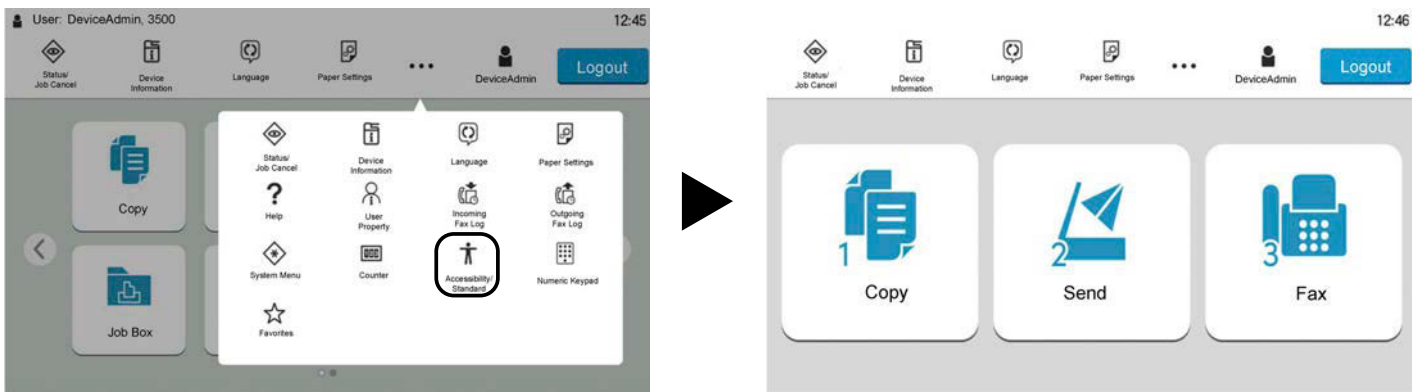 User: DeviceAdmin, 3500
12:45
Status/
Job Cancel
Device
Information
Language
Paper Settings
DeviceAdmin
Logout
Copy
Job Box
Status/
Job Cancel
Device
Information
Language
Paper Settings
Help
User
Property
Incoming
Fax Log
Outgoing
Fax Log
System Menu
Counter
Accessibility/
Standard
Numeric Keypad
Favorites
12:46
Status/
Job Cancel
Device
Information
Language
Paper Settings
DeviceAdmin
Logout
1
Copy
2
Send
3
Fax